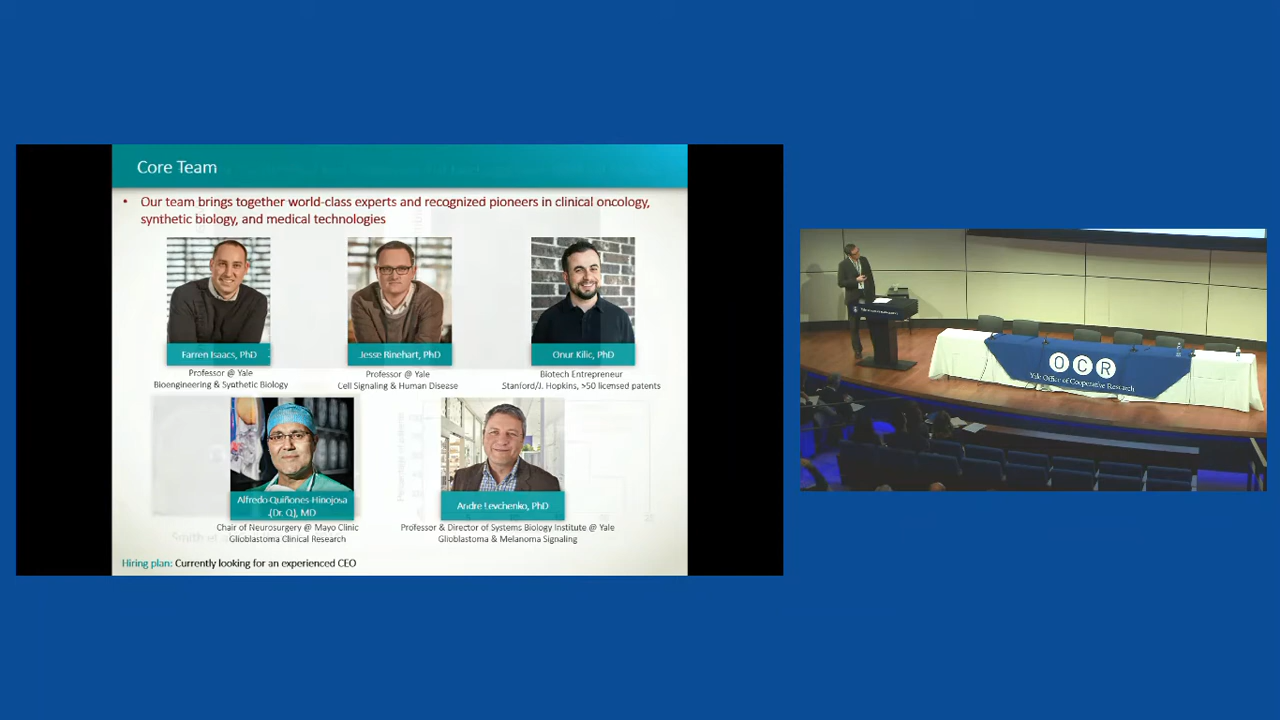 Core Team
• Our team brings together world-class experts and recognized pioneers in clinical oncology,
synthetic biology, and medical technologies
Farren Isaacs, PhD
Professor @ Yale
Bioengineering & Synthetic Biology
Jesse Rinehart, PhD
Professor @ Yale
Cell Signaling & Human Disease
Onur Kilic, PhD
Biotech Entrepreneur
Stanford/J. Hopkins, >50 licensed patents
Alfredo Quiñones-Hinojosa
(Dr. Q), MD
Chair of Neurosurgery @ Mayo Clinic
Glioblastoma Clinical Research
Andre Levchenko, PhD
Professor & Director of Systems Biology Institute @ Yale
Glioblastoma & Melanoma Signaling
Hiring plan: Currently looking for an experienced CEO
OCR
Yale Office of Cooperative Research